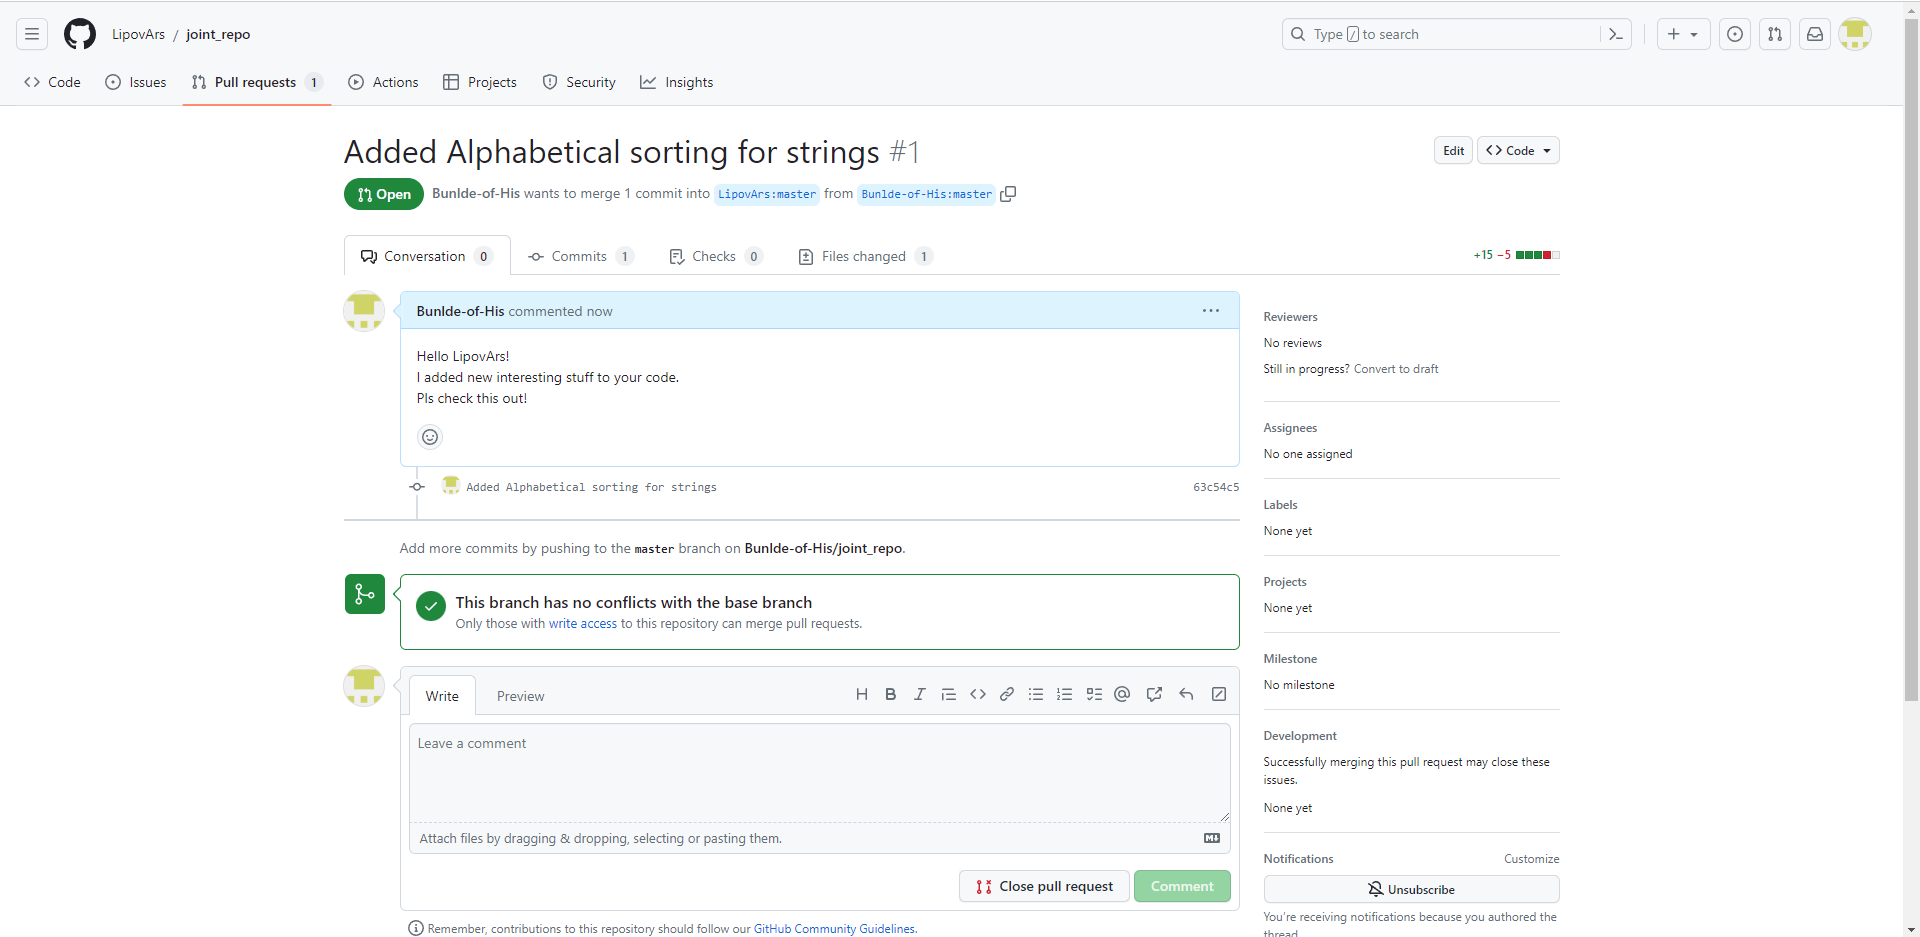 LipovArs / joint_repo
Type / to search
Code Issues Pull requests 1 Actions Projects Security Insights
Added Alphabetical sorting for strings #1
Edit Code
Open BunIde-of-His wants to merge 1 commit into LipovArs:master from BunIde-of-His:master
Conversation 0 Commits 1 Checks 0 Files changed 1
+15 −5
BunIde-of-His commented now
Hello LipovArs!
I added new interesting stuff to your code.
Pls check this out!
Added Alphabetical sorting for strings 63c54c5
Add more commits by pushing to the master branch on BunIde-of-His/joint_repo.
This branch has no conflicts with the base branch
Only those with write access to this repository can merge pull requests.
Write Preview
Leave a comment
Attach files by dragging & dropping, selecting or pasting them.
Close pull request Comment
Remember, contributions to this repository should follow our GitHub Community Guidelines.
Reviewers
No reviews
Still in progress? Convert to draft
Assignees
No one assigned
Labels
None yet
Projects
None yet
Milestone
No milestone
Development
Successfully merging this pull request may close these
issues.
None yet
Notifications Customize
Unsubscribe
You're receiving notifications because you authored the
thread.